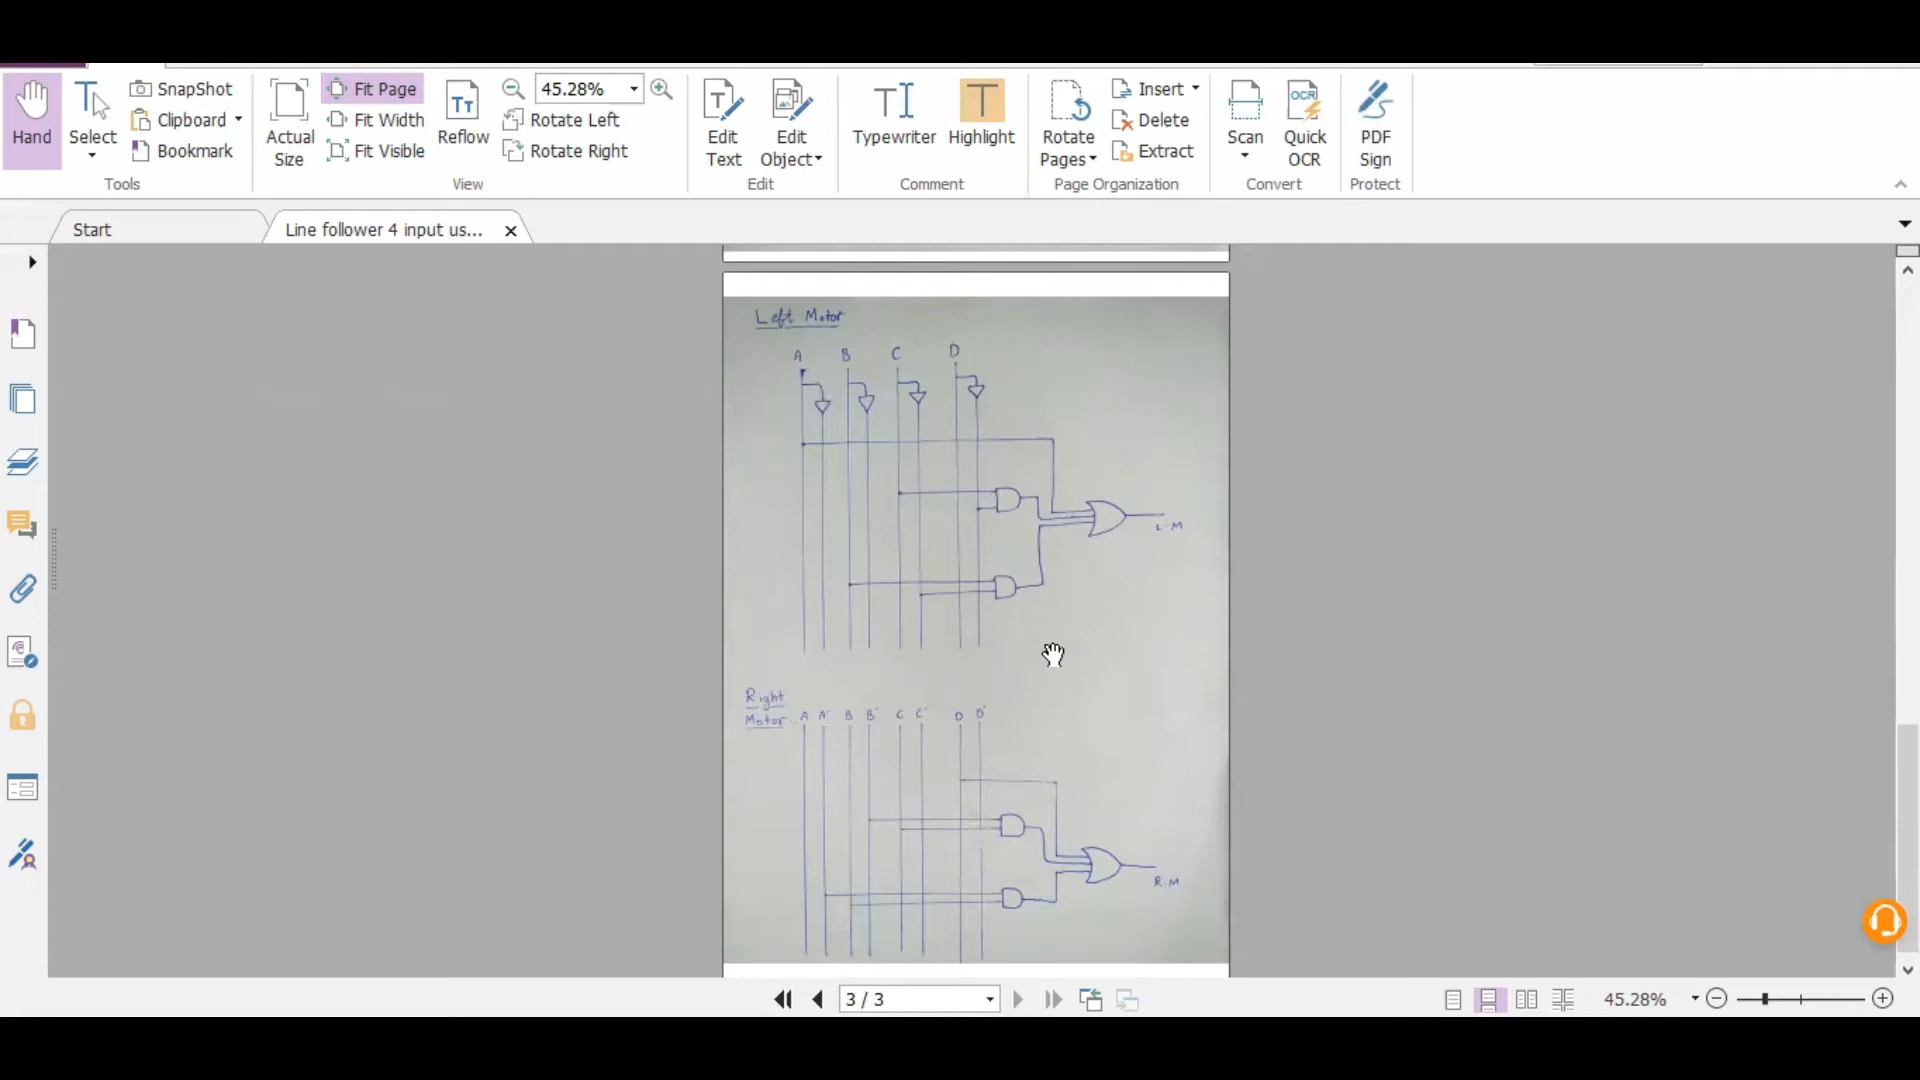 Hand
Select
SnapShot
Clipboard
Bookmark
Tools
Actual Size
Fit Page
Fit Width
Fit Visible
Reflow
45.28%
Rotate Left
Rotate Right
View
Edit Text
Edit Object
Edit
Typewriter
Highlight
Comment
Rotate Pages
Insert
Delete
Extract
Page Organization
Scan
Quick OCR
Convert
PDF Sign
Protect
Start
Line follower 4 input us...
Left Motor
A B C D
L.M
Right
Motor. A A' B B' C C' D D'
R.M
3 / 3
45.28%